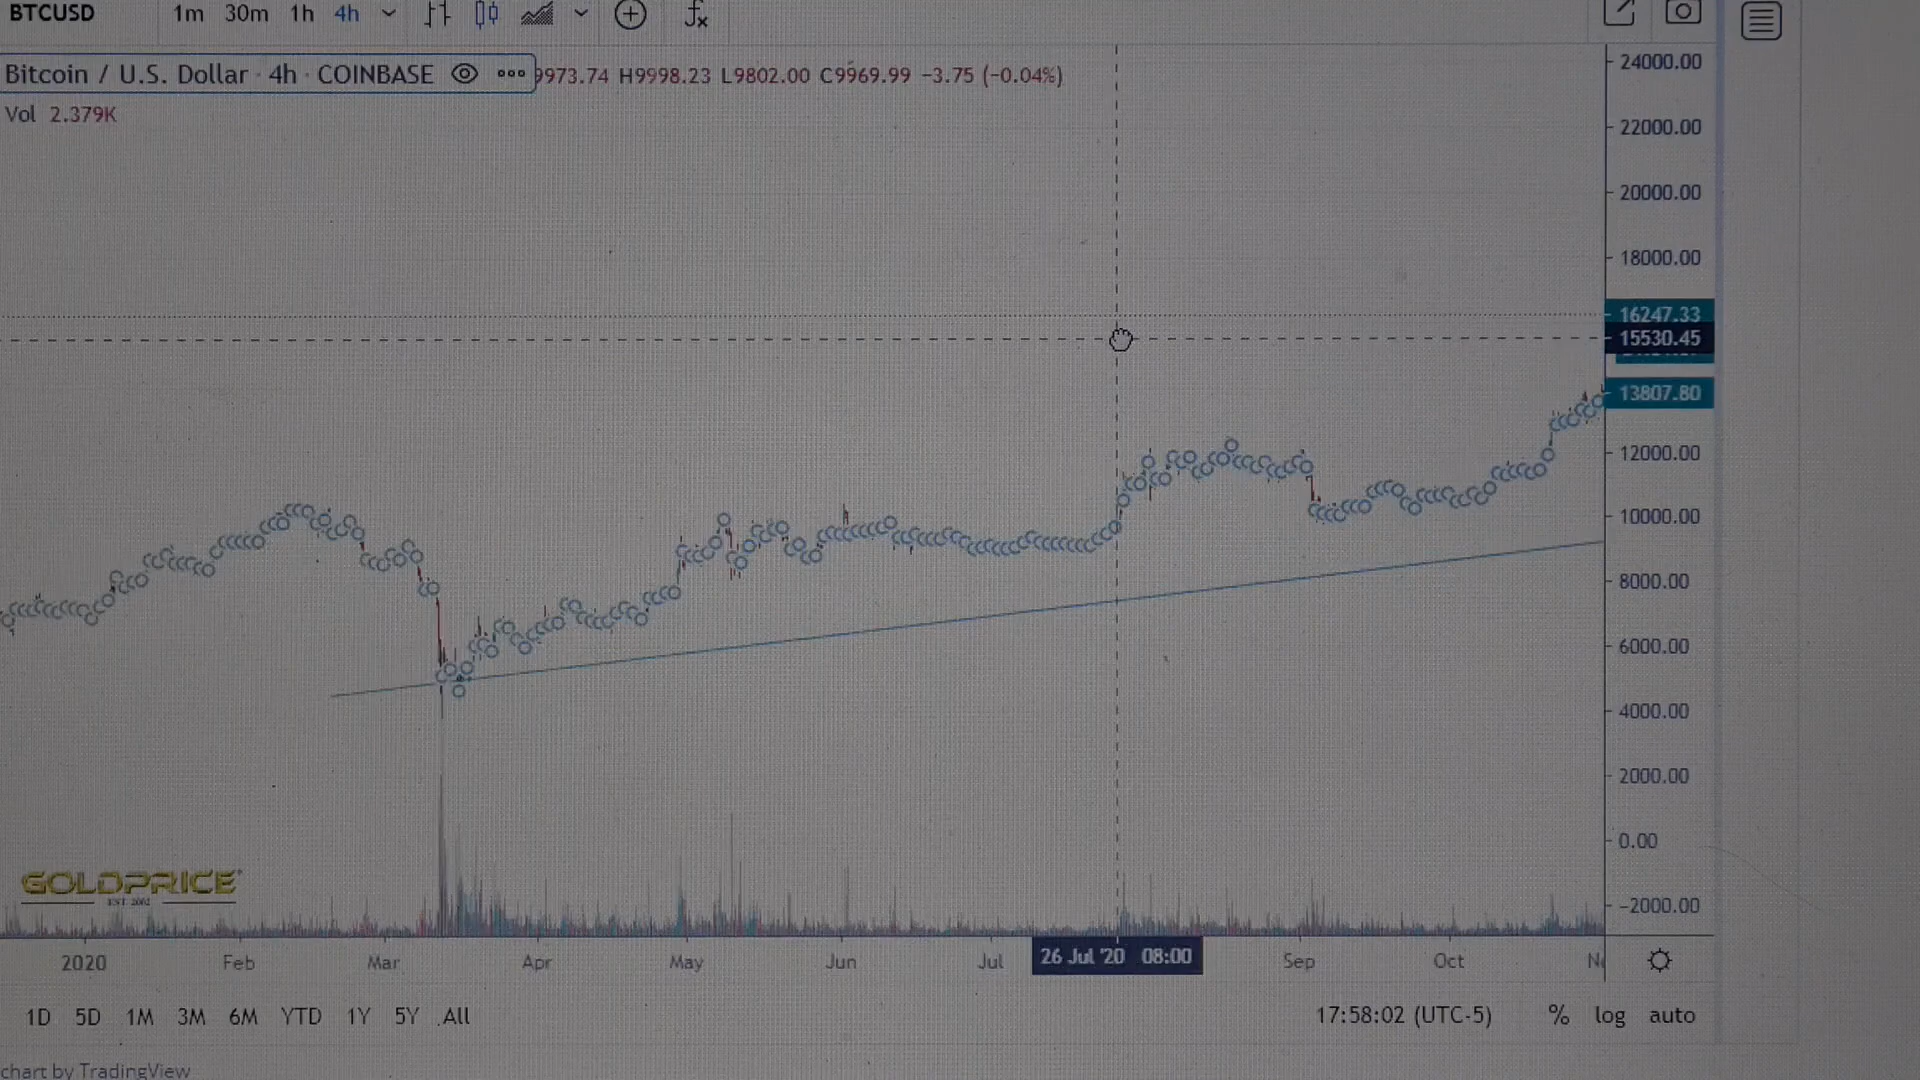 BTCUSD 1m 30m 1h 4h fx
Bitcoin / U.S. Dollar · 4h · COINBASE 9973.74 H9998.23 L9802.00 C9969.99 −3.75 (−0.04%)
Vol 2.379K
24000.00
22000.00
20000.00
18000.00
16247.33
15530.45
13807.80
12000.00
10000.00
8000.00
6000.00
4000.00
2000.00
0.00
−2000.00
GOLDPRICE
EST. 2002
2020 Feb Mar Apr May Jun Jul 26 Jul '20 08:00 Sep Oct
1D 5D 1M 3M 6M YTD 1Y 5Y All 17:58:02 (UTC-5) % log auto
chart by TradingView